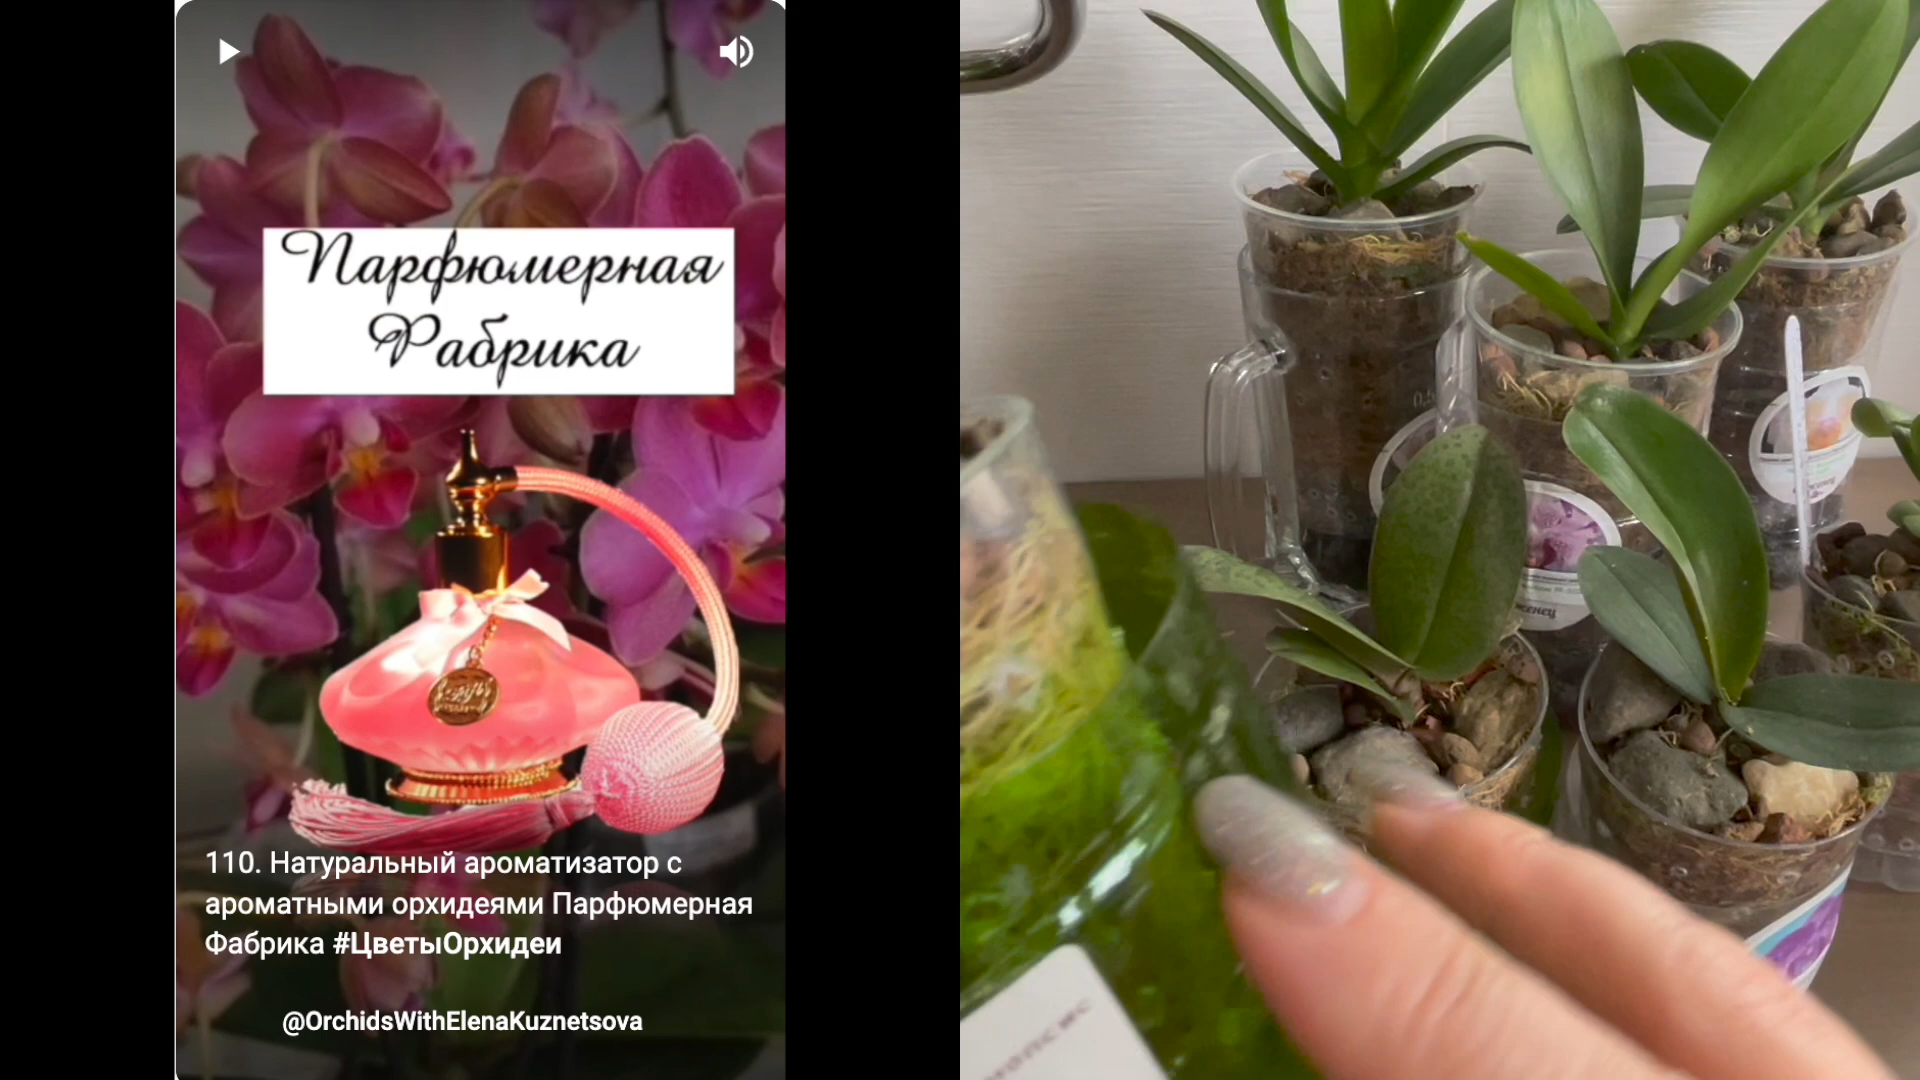 Парфюмерная
Фабрика
110. Натуральный ароматизатор с
ароматными орхидеями Парфюмерная
Фабрика #ЦветыОрхидеи
@OrchidsWithElenaKuznetsova